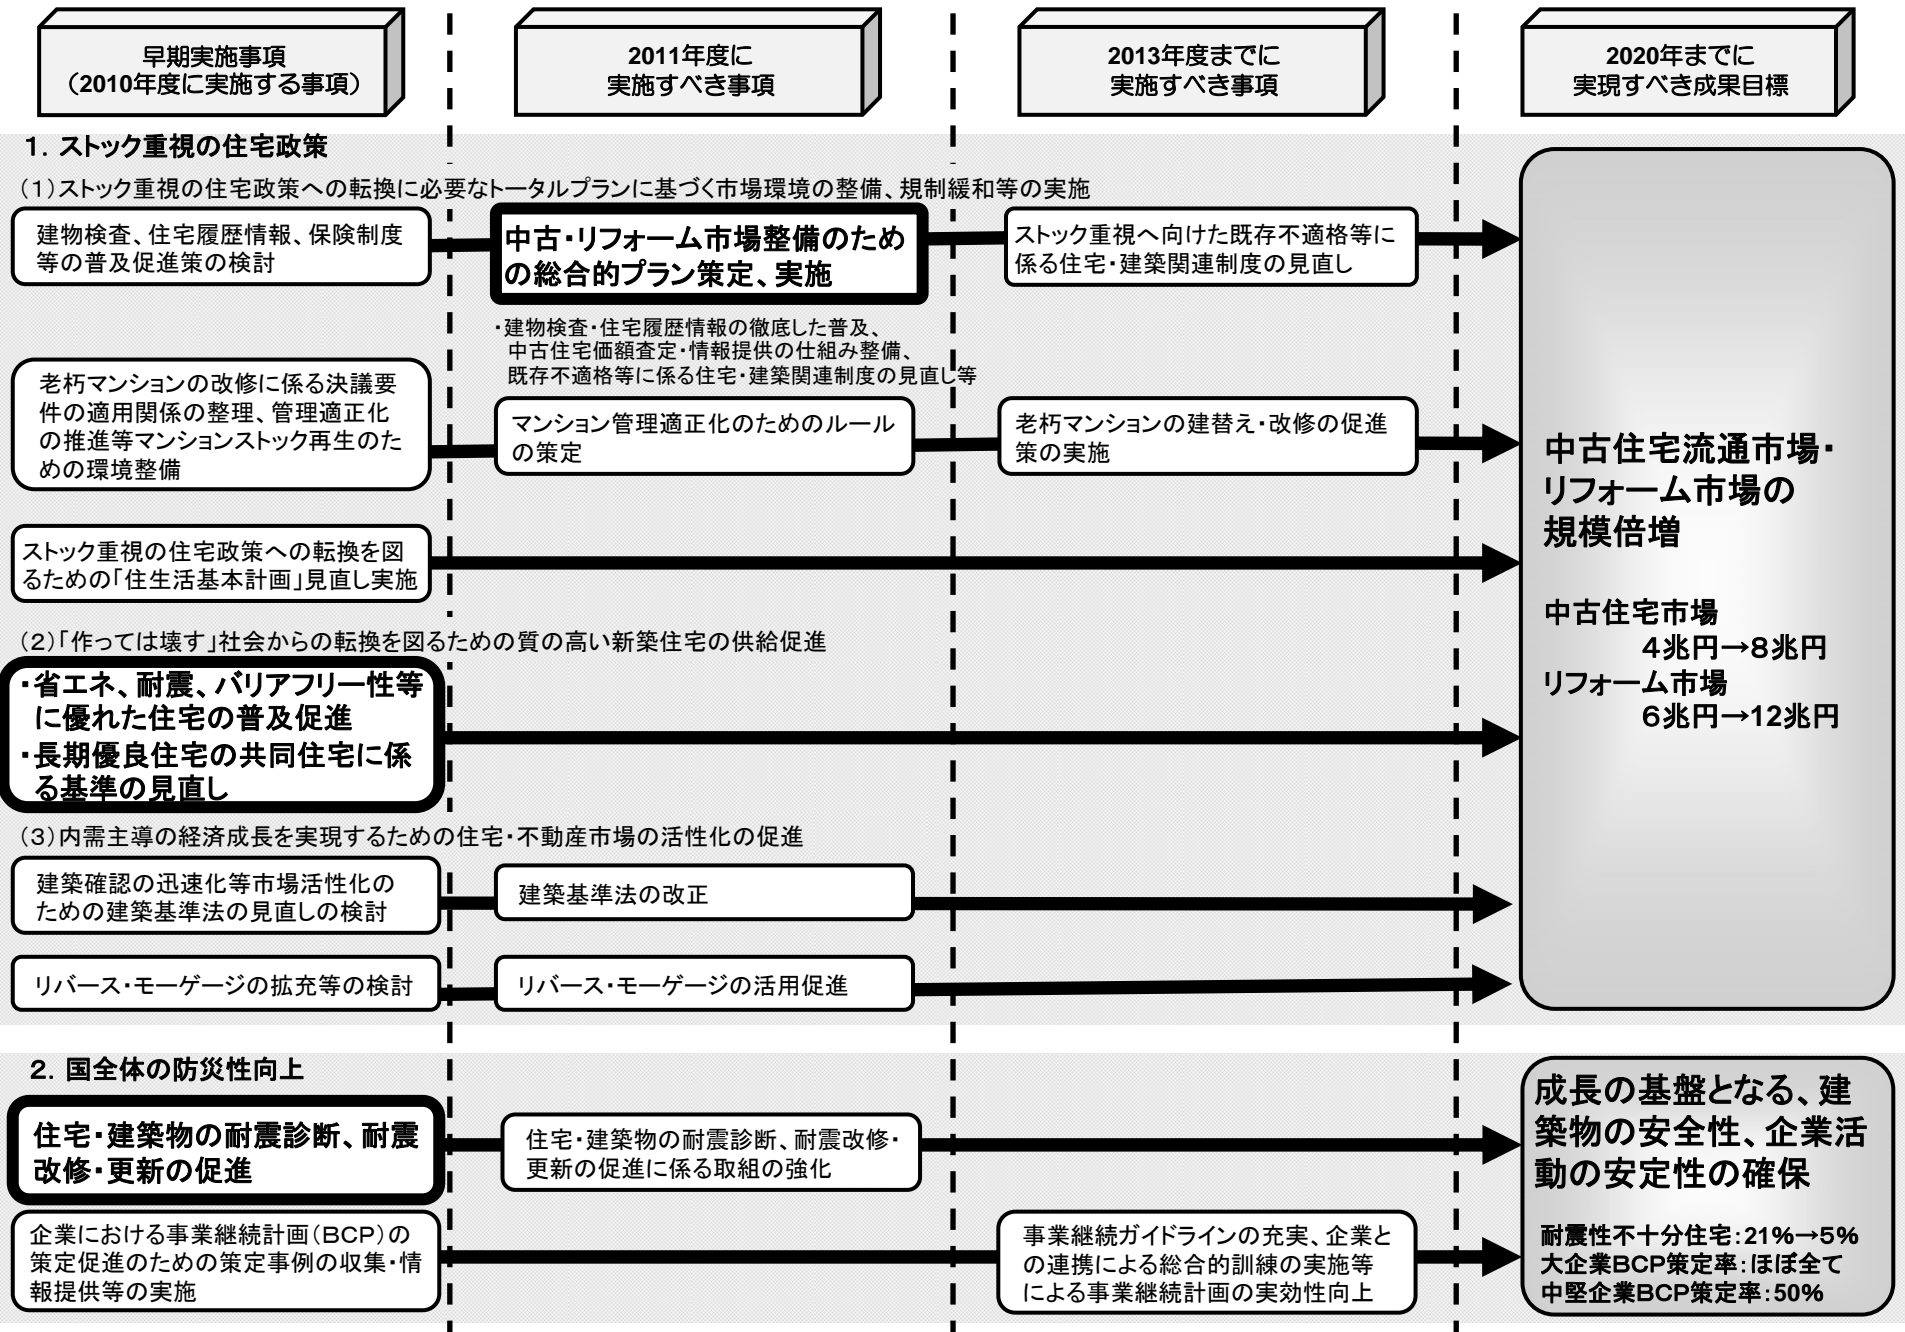 早期実施事項
（2010年度に実施する事項）
2011年度に
実施すべき事項
2013年度までに
実施すべき事項
2020年までに
実現すべき成果目標
１．ストック重視の住宅政策
（１）ストック重視の住宅政策への転換に必要なトータルプランに基づく市場環境の整備、規制緩和等の実施
建物検査、住宅履歴情報、保険制度
等の普及促進策の検討
中古・リフォーム市場整備のため
の総合的プラン策定、実施
ストック重視へ向けた既存不適格等に
係る住宅・建築関連制度の見直し
・建物検査・住宅履歴情報の徹底した普及、
中古住宅価額査定・情報提供の仕組み整備、
既存不適格等に係る住宅・建築関連制度の見直し等
老朽マンションの改修に係る決議要
件の適用関係の整理、管理適正化
の推進等マンションストック再生のた
めの環境整備
マンション管理適正化のためのルール
の策定
老朽マンションの建替え・改修の促進
策の実施
ストック重視の住宅政策への転換を図
るための「住生活基本計画」見直し実施
（２）「作っては壊す」社会からの転換を図るための質の高い新築住宅の供給促進
・省エネ、耐震、バリアフリー性等
に優れた住宅の普及促進
・長期優良住宅の共同住宅に係
る基準の見直し
（３）内需主導の経済成長を実現するための住宅・不動産市場の活性化の促進
建築確認の迅速化等市場活性化の
ための建築基準法の見直しの検討
建築基準法の改正
リバース・モーゲージの拡充等の検討
リバース・モーゲージの活用促進
中古住宅流通市場・
リフォーム市場の
規模倍増
中古住宅市場
４兆円→８兆円
リフォーム市場
６兆円→12兆円
２．国全体の防災性向上
住宅・建築物の耐震診断、耐震
改修・更新の促進
住宅・建築物の耐震診断、耐震改修・
更新の促進に係る取組の強化
企業における事業継続計画（ＢＣＰ）の
策定促進のための策定事例の収集・情
報提供等の実施
事業継続ガイドラインの充実、企業と
の連携による総合的訓練の実施等
による事業継続計画の実効性向上
成長の基盤となる、建
築物の安全性、企業活
動の安定性の確保
耐震性不十分住宅：21%→5%
大企業ＢＣＰ策定率：ほぼ全て
中堅企業ＢＣＰ策定率：50%